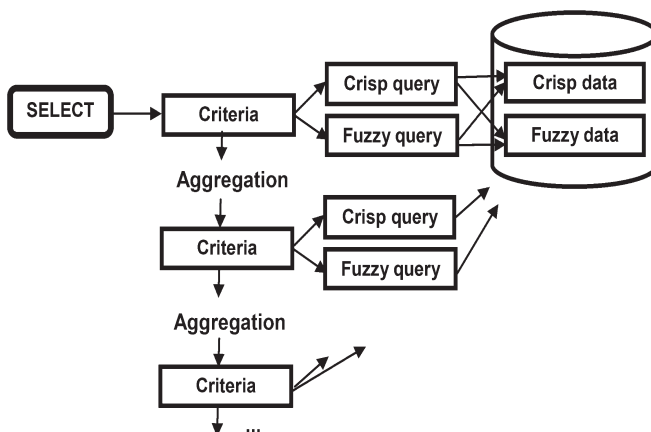 SELECT
Criteria
Crisp query
Fuzzy query
Crisp data
Fuzzy data
Aggregation
Criteria
Crisp query
Fuzzy query
Aggregation
Criteria
...